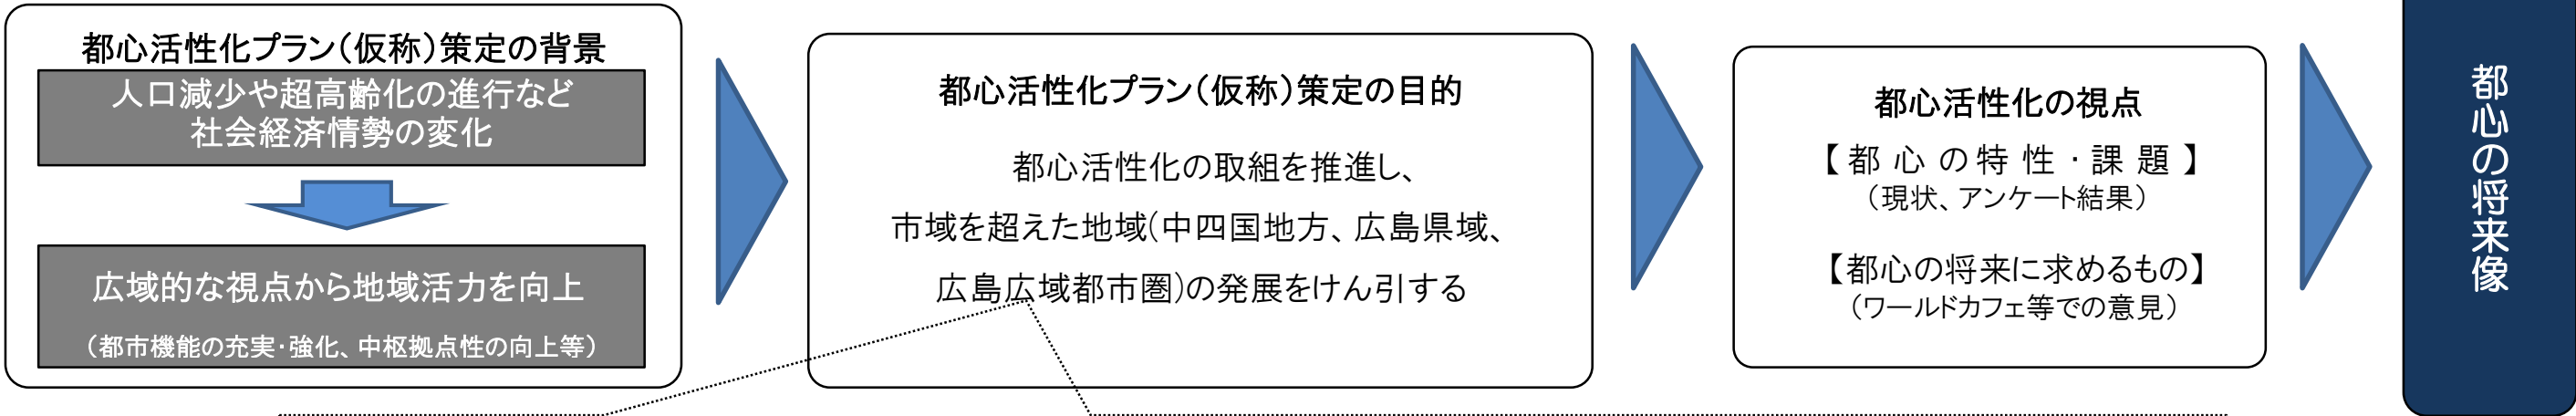 都心活性化プラン（仮称）策定の背景
人口減少や超高齢化の進行など
社会経済情勢の変化
広域的な視点から地域活力を向上
（都市機能の充実・強化、中枢拠点性の向上等）
都心活性化プラン（仮称）策定の目的
都心活性化の取組を推進し、
市域を超えた地域（中四国地方、広島県域、
広島広域都市圏）の発展をけん引する
都心活性化の視点
【都心の特性・課題】
（現状、アンケート結果）
【都心の将来に求めるもの】
（ワールドカフェ等での意見）
都心の将来像